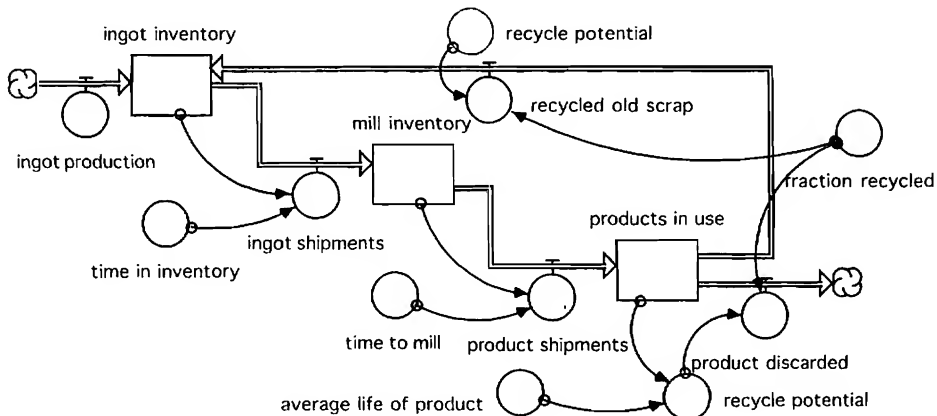 ingot inventory
recycle potential
recycled old scrap
mill inventory
ingot production
fraction recycled
products in use
ingot shipments
time in inventory
time to mill
product shipments
product discarded
average life of product
recycle potential